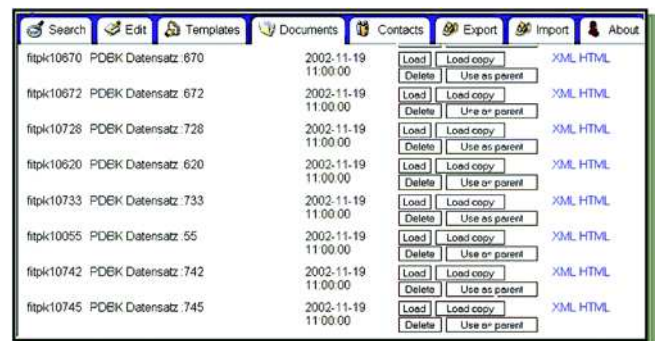 Search Edit Templates Documents Contacts Export Import About
fitpk10670 PDBK Datensatz :670 2002-11-19 Load Load copy XML HTML
11:00:00 Delete Use as parent
fitpk10672 PDBK Datensatz :672 2002-11-19 Load Load copy XML HTML
11:00:00 Delete Use as parent
fitpk10728 PDBK Datensatz :728 2002-11-19 Load Load copy XML HTML
11:00:00 Delete Use as parent
fitpk10620 PDBK Datensatz :620 2002-11-19 Load Load copy XML HTML
11:00:00 Delete Use as parent
fitpk10733 PDBK Datensatz :733 2002-11-19 Load Load copy XML HTML
11:00:00 Delete Use as parent
fitpk10055 PDBK Datensatz :55 2002-11-19 Load Load copy XML HTML
11:00:00 Delete Use as parent
fitpk10742 PDBK Datensatz :742 2002-11-19 Load Load copy XML HTML
11:00:00 Delete Use as parent
fitpk10745 PDBK Datensatz :745 2002-11-19 Load Load copy XML HTML
11:00:00 Delete Use as parent